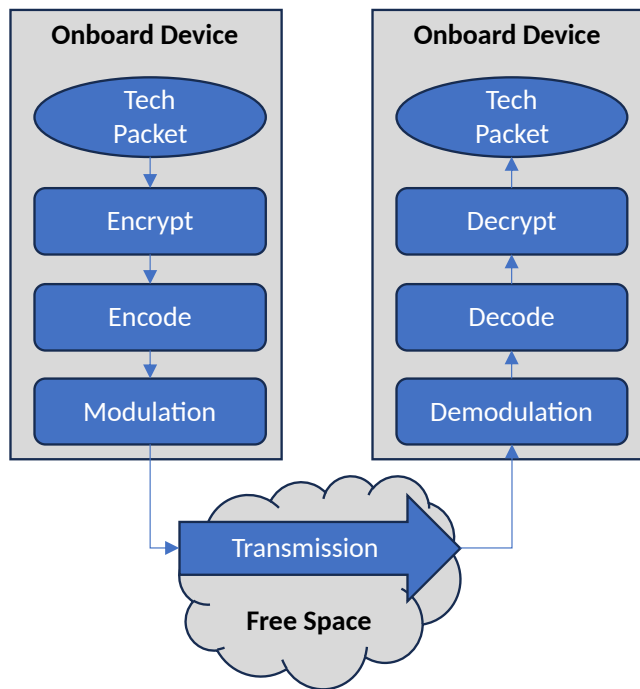 Onboard Device
Tech
Packet
Encrypt
Encode
Modulation
Onboard Device
Tech
Packet
Decrypt
Decode
Demodulation
Transmission
Free Space